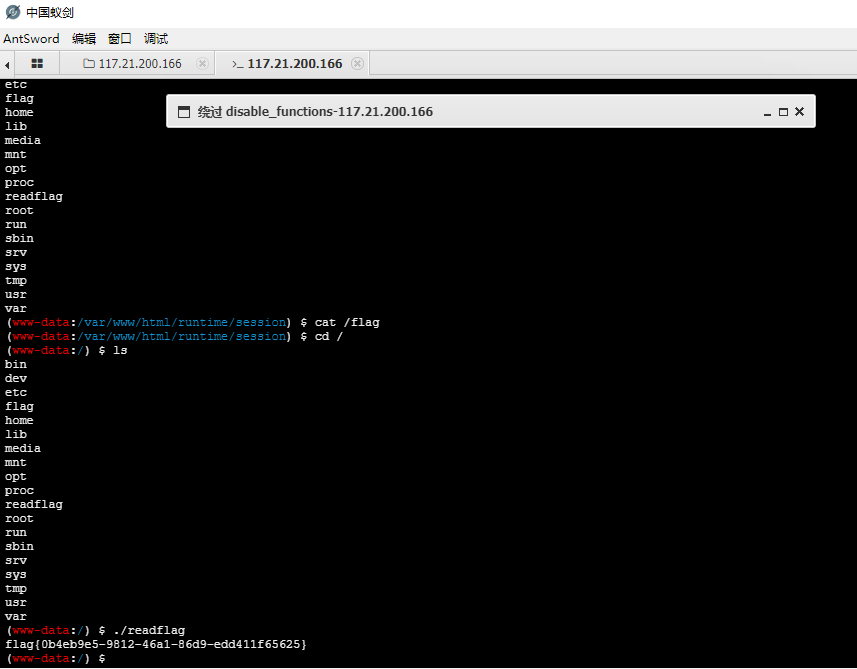 中国蚁剑
AntSword 编辑 窗口 调试
117.21.200.166 >_ 117.21.200.166
绕过 disable_functions-117.21.200.166
etc
flag
home
lib
media
mnt
opt
proc
readflag
root
run
sbin
srv
sys
tmp
usr
var
(www-data:/var/www/html/runtime/session) $ cat /flag
(www-data:/var/www/html/runtime/session) $ cd /
(www-data:/) $ ls
bin
dev
etc
flag
home
lib
media
mnt
opt
proc
readflag
root
run
sbin
srv
sys
tmp
usr
var
(www-data:/) $ ./readflag
flag{0b4eb9e5-9812-46a1-86d9-edd411f65625}
(www-data:/) $